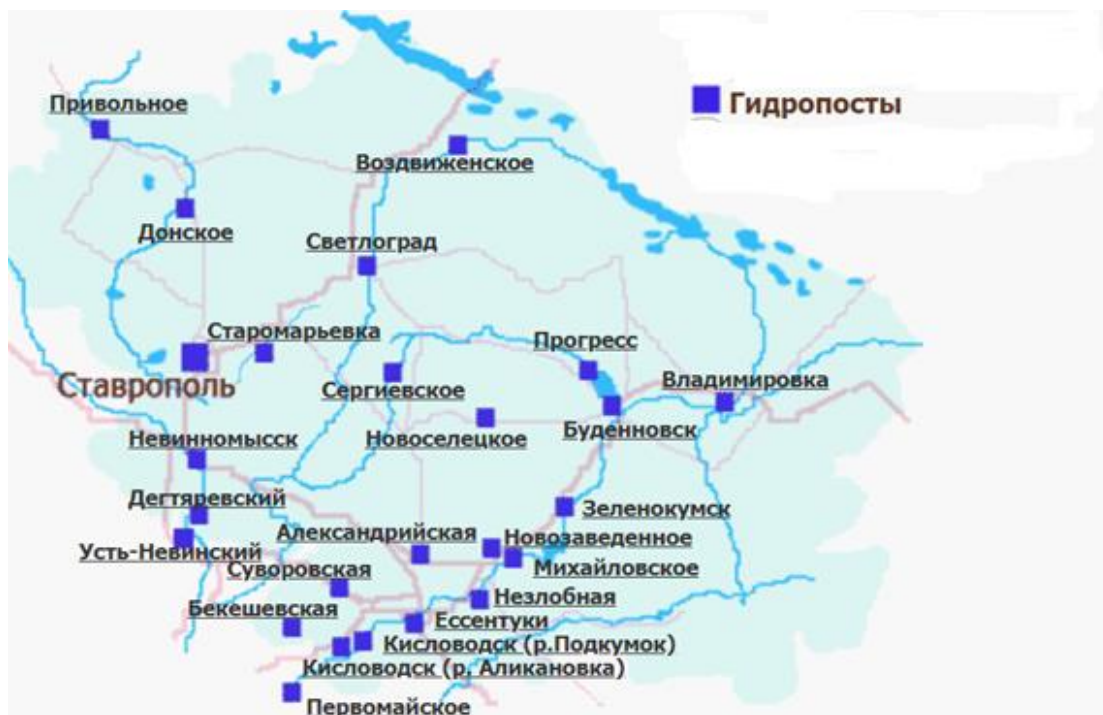 Привольное
Гидропосты
Воздвиженское
Донское
Светлоград
Старомарьевка
Прогресс
Ставрополь
Сергиевское
Владимировка
Невинномысск
Новоселецкое
Буденновск
Дегтяревский
Зеленокумск
Александрийская
Новозаведенное
Усть-Невинский
Михайловское
Суворовская
Незлобная
Бекешевская
Ессентуки
Кисловодск (р.Подкумок)
Кисловодск (р. Аликановка)
Первомайское